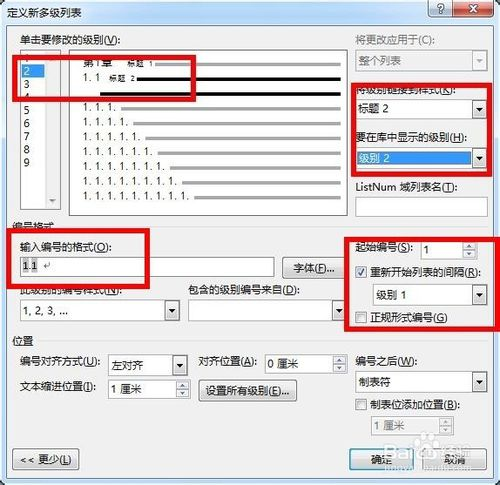 定义新多级列表
单击要修改的级别(V):
将更改应用于(C):
2
3
4
5
6
7
8
9
第1章 标题 1
1.1 标题 2
1.1.1.
1.1.1.1.
1.1.1.1.1.
1.1.1.1.1.1.
1.1.1.1.1.1.1.
1.1.1.1.1.1.1.1.
整个列表
将级别链接到样式(K):
标题 2
要在库中显示的级别(H):
级别 2
ListNum 域列表名(T):
编号格式
输入编号的格式(O):
1.1
字体(F)...
起始编号(S): 1
重新开始列表的间隔(R):
级别 1
正规形式编号(G)
此级别的编号样式(N):
包含的级别编号来自(D):
1, 2, 3, ...
位置
编号对齐方式(U): 左对齐
对齐位置(A): 0 厘米
编号之后(W):
制表符
文本缩进位置(I): 1 厘米
设置所有级别(E)...
制表位添加位置(B):
1 厘米
<< 更少(L)
确定
取消
Baidu 经验
jingyan.baidu.com